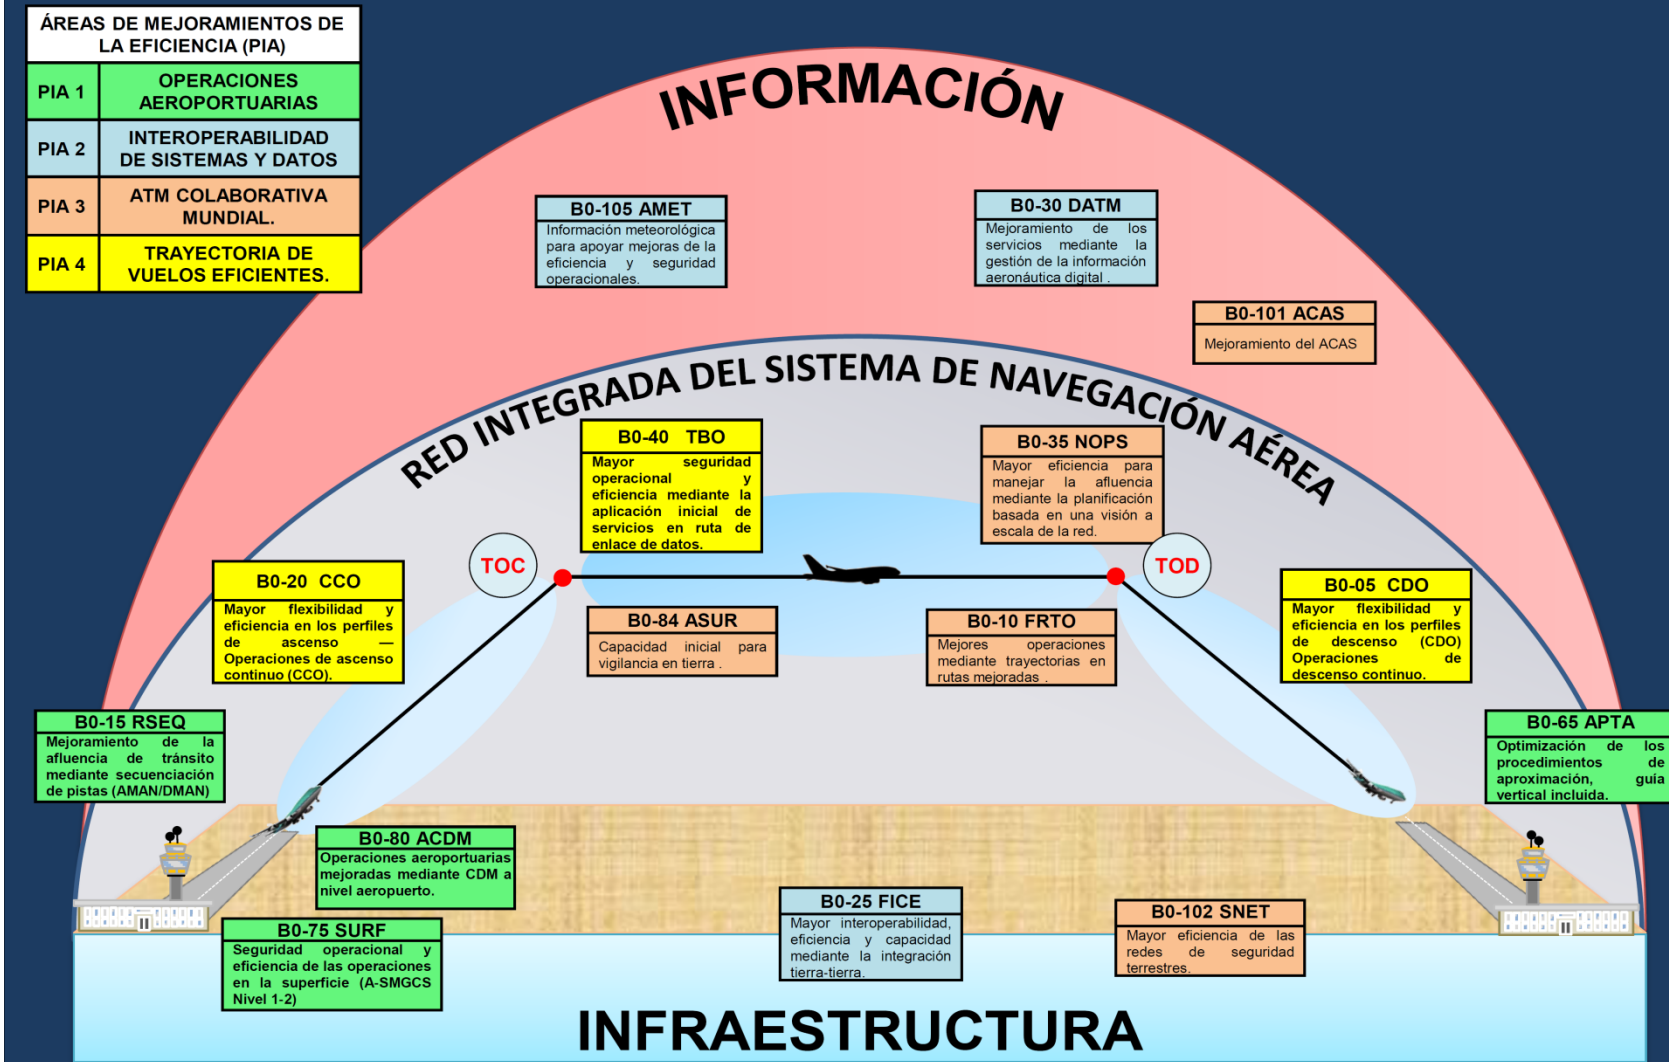 ÁREAS DE MEJORAMIENTOS DE
LA EFICIENCIA (PIA)
PIA 1
OPERACIONES
AEROPORTUARIAS
PIA 2
INTEROPERABILIDAD
DE SISTEMAS Y DATOS
PIA 3
ATM COLABORATIVA
MUNDIAL.
PIA 4
TRAYECTORIA DE
VUELOS EFICIENTES.
INFORMACIÓN
B0-105 AMET
Información meteorológica
para apoyar mejoras de la
eficiencia y seguridad
operacionales.
B0-30 DATM
Mejoramiento de los
servicios mediante la
gestión de la información
aeronáutica digital .
B0-101 ACAS
Mejoramiento del ACAS
RED INTEGRADA DEL SISTEMA DE NAVEGACIÓN AÉREA
B0-40 TBO
Mayor seguridad
operacional y
eficiencia mediante la
aplicación inicial de
servicios en ruta de
enlace de datos.
B0-35 NOPS
Mayor eficiencia para
manejar la afluencia
mediante la planificación
basada en una visión a
escala de la red.
TOC
TOD
B0-20 CCO
Mayor flexibilidad y
eficiencia en los perfiles
de ascenso —
Operaciones de ascenso
continuo (CCO).
B0-84 ASUR
Capacidad inicial para
vigilancia en tierra .
B0-10 FRTO
Mejores operaciones
mediante trayectorias en
rutas mejoradas .
B0-05 CDO
Mayor flexibilidad y
eficiencia en los perfiles
de descenso (CDO)
Operaciones de
descenso continuo.
B0-15 RSEQ
Mejoramiento de la
afluencia de tránsito
mediante secuenciación
de pistas (AMAN/DMAN)
B0-65 APTA
Optimización de los
procedimientos de
aproximación, guía
vertical incluida.
B0-80 ACDM
Operaciones aeroportuarias
mejoradas mediante CDM a
nivel aeropuerto.
B0-75 SURF
Seguridad operacional y
eficiencia de las operaciones
en la superficie (A-SMGCS
Nivel 1-2)
B0-25 FICE
Mayor interoperabilidad,
eficiencia y capacidad
mediante la integración
tierra-tierra.
B0-102 SNET
Mayor eficiencia de las
redes de seguridad
terrestres.
INFRAESTRUCTURA